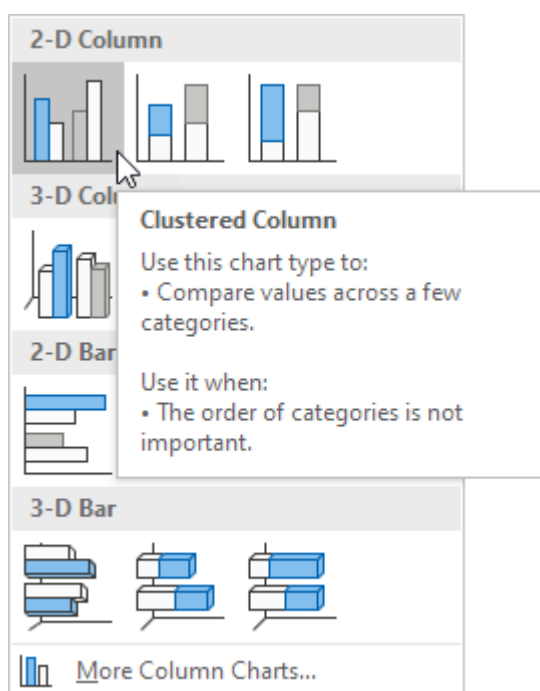 2-D Column
3-D Col
Clustered Column
Use this chart type to:
• Compare values across a few
categories.
Use it when:
• The order of categories is not
important.
2-D Bar
3-D Bar
More Column Charts...